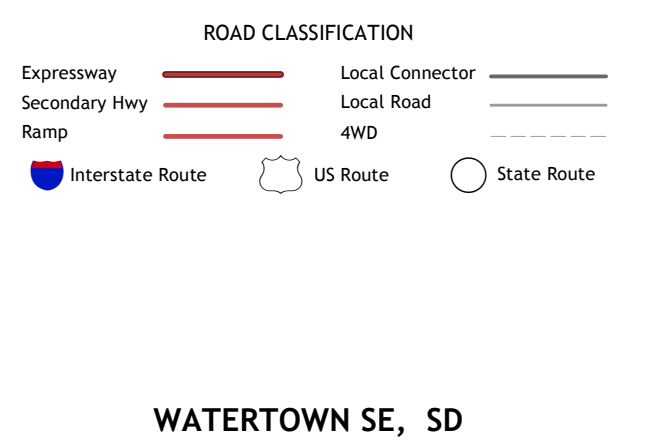 ROAD CLASSIFICATION
Expressway
Local Connector
Secondary Hwy
Local Road
Ramp
4WD
Interstate Route
US Route
State Route
WATERTOWN SE, SD